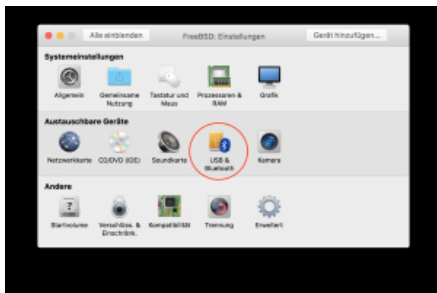 Alle einblenden
FreeBSD: Einstellungen
Gerät hinzufügen...
Systemeinstellungen
Allgemein
Gemeinsame
Nutzung
Tastatur und
Maus
Prozessoren &
RAM
Grafik
Austauschbare Geräte
Netzwerkkarte
CD/DVD (IDE)
Soundkarte
USB &
Bluetooth
Kamera
Andere
Startvolume
Verschlüss. &
Einschränk.
Kompatibilität
Trennung
Erweitert